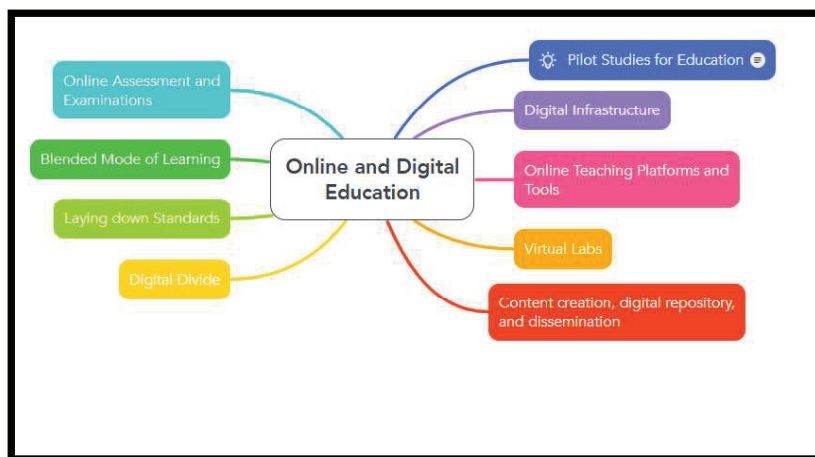 Online and Digital
Education
Pilot Studies for Education
Digital Infrastructure
Online Teaching Platforms and
Tools
Virtual Labs
Content creation, digital repository,
and dissemination
Online Assessment and
Examinations
Blended Mode of Learning
Laying down Standards
Digital Divide